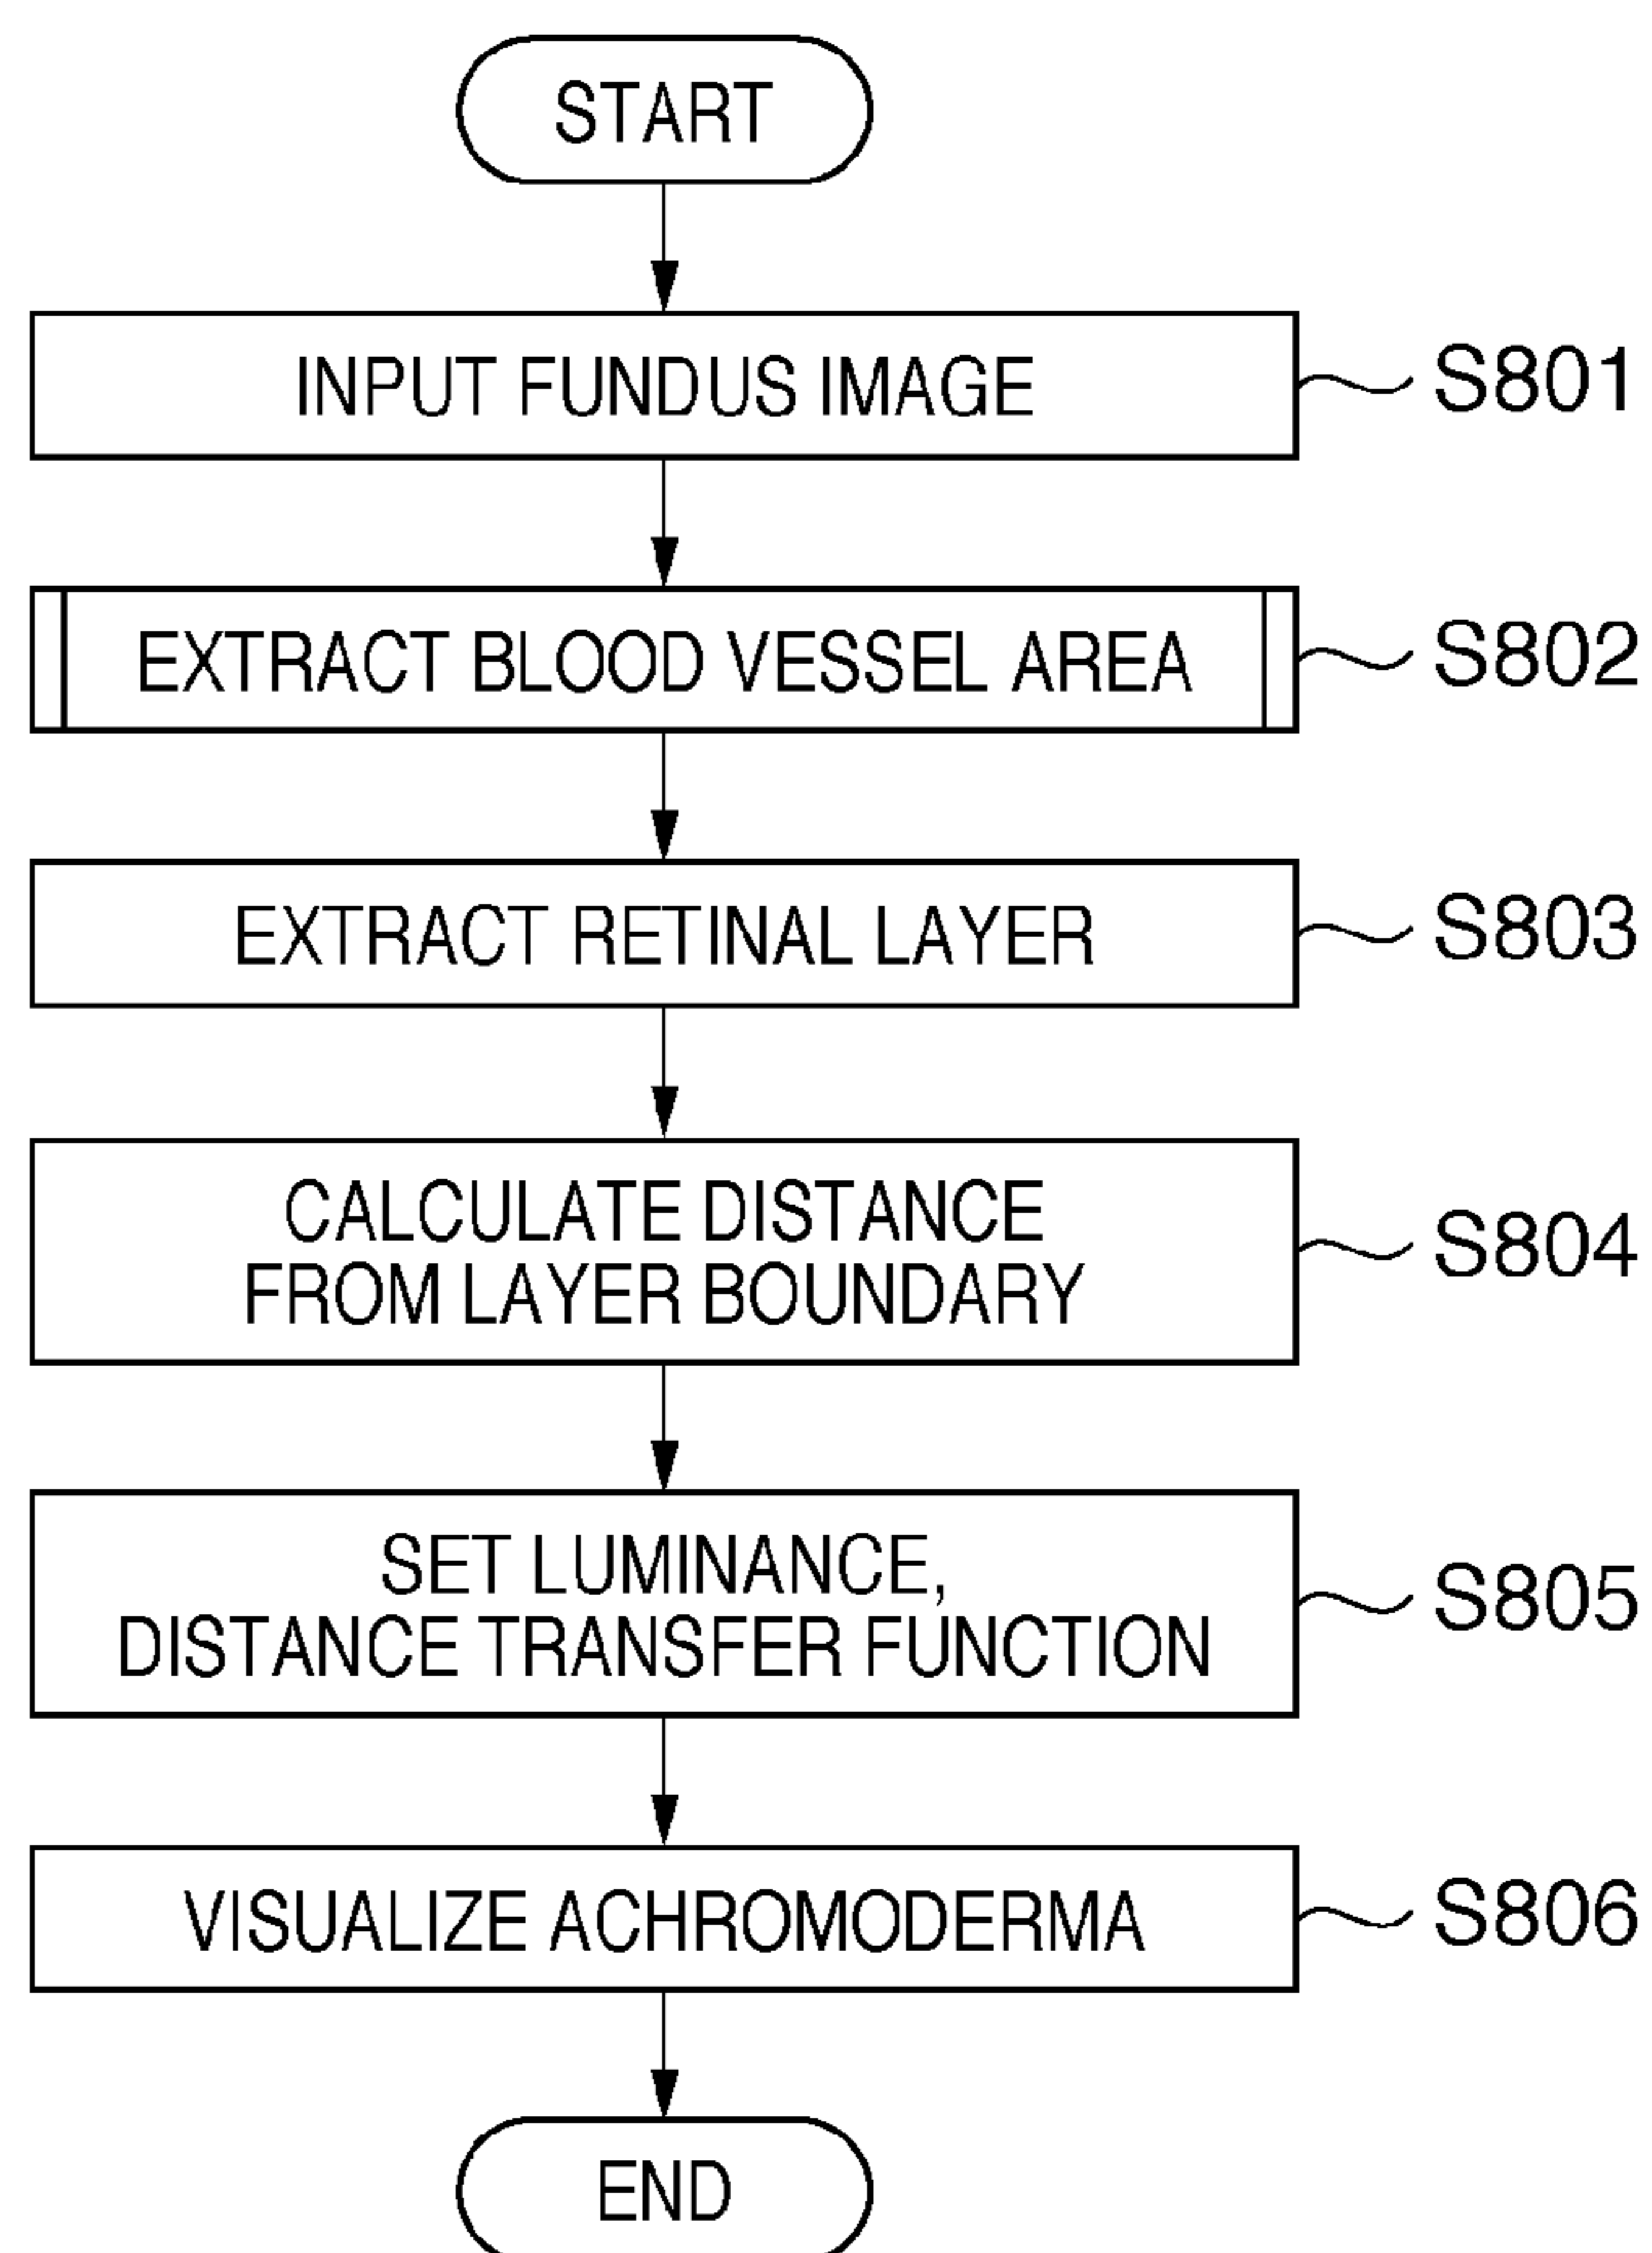 START
INPUT FUNDUS IMAGE
S801
EXTRACT BLOOD VESSEL AREA
S802
EXTRACT RETINAL LAYER
S803
CALCULATE DISTANCE
FROM LAYER BOUNDARY
S804
SET LUMINANCE,
DISTANCE TRANSFER FUNCTION
S805
VISUALIZE ACHROMODERMA
S806
END